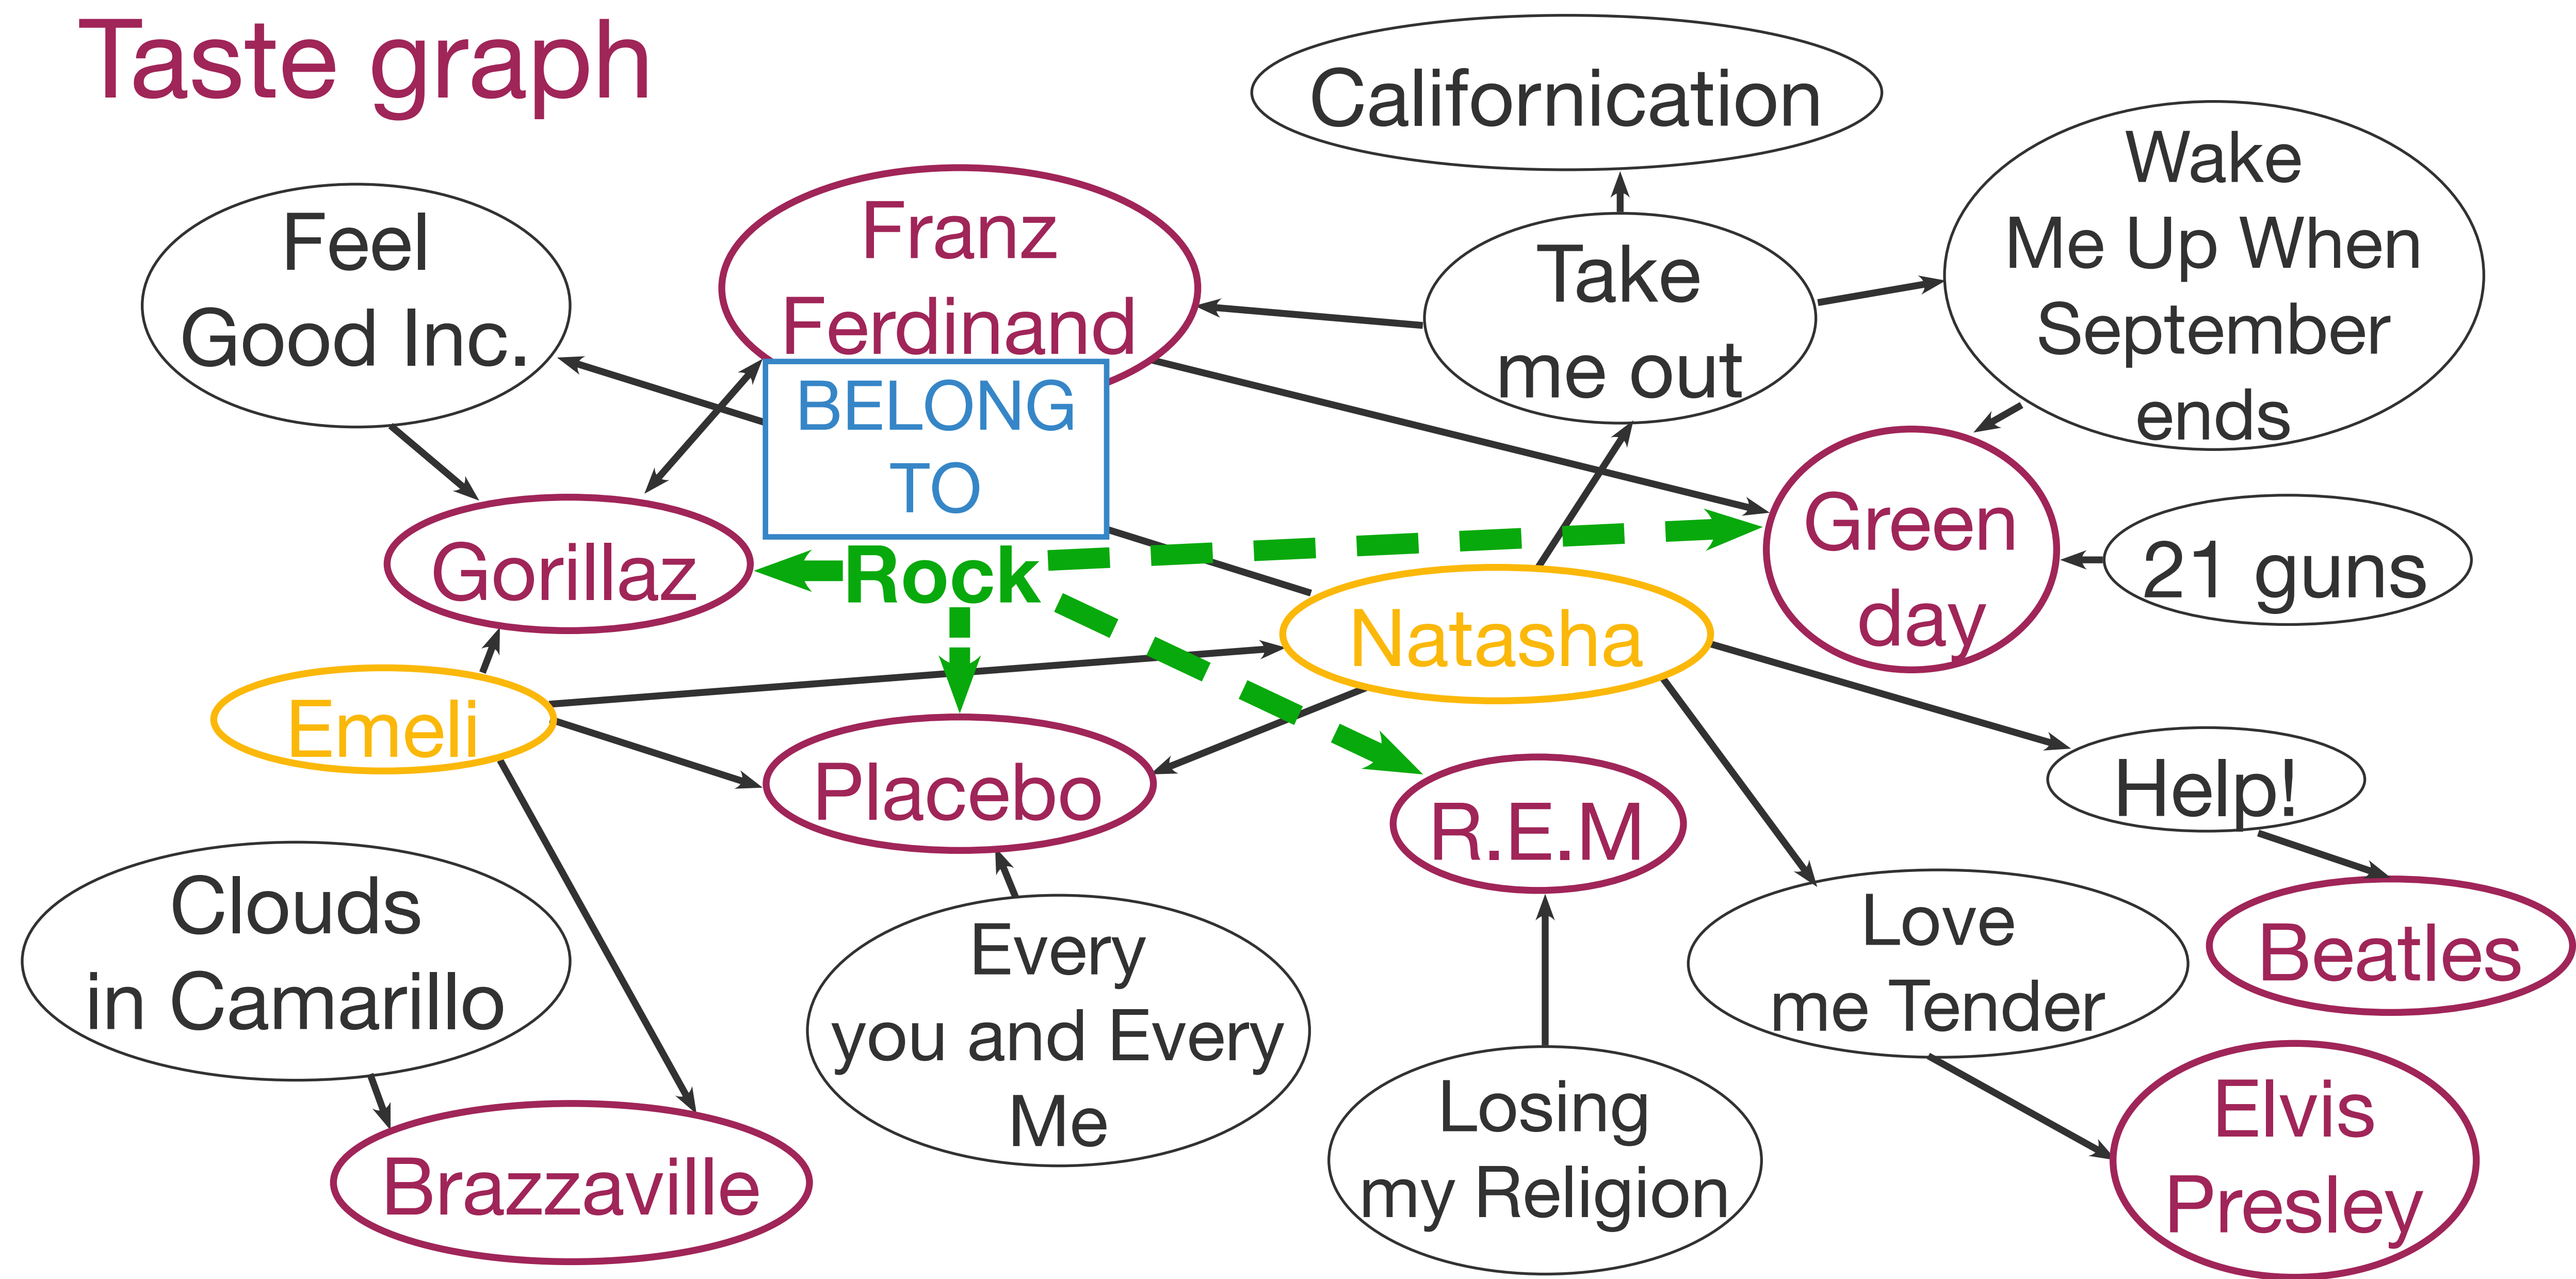 Taste graph
Californication
Wake
Me Up When
September
ends
Feel
Good Inc.
Franz
Ferdinand
Take
me out
BELONG
TO
Green
day
21 guns
Gorillaz
Rock
Natasha
Emeli
Placebo
R.E.M
Help!
Clouds
in Camarillo
Every
you and Every
Me
Love
me Tender
Beatles
Losing
my Religion
Brazzaville
Elvis
Presley